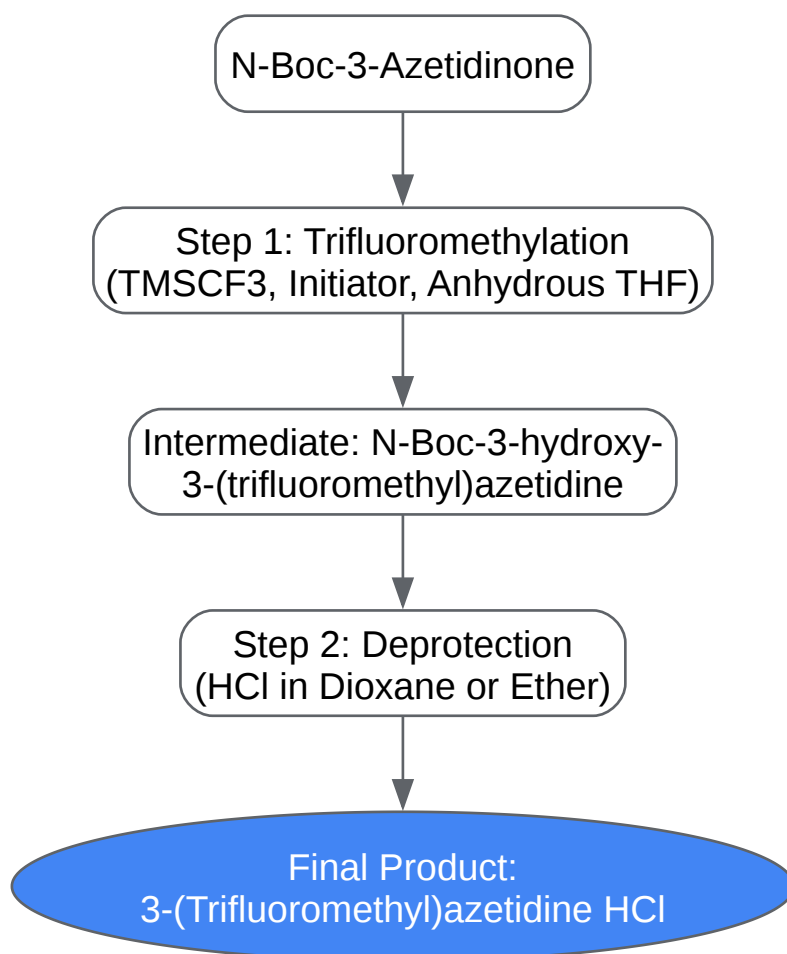 N-Boc-3-Azetidinone
Step 1: Trifluoromethylation
(TMSCF3, Initiator, Anhydrous THF)
Intermediate: N-Boc-3-hydroxy-
3-(trifluoromethyl)azetidine
Step 2: Deprotection
(HCl in Dioxane or Ether)
Final Product:
3-(Trifluoromethyl)azetidine HCl